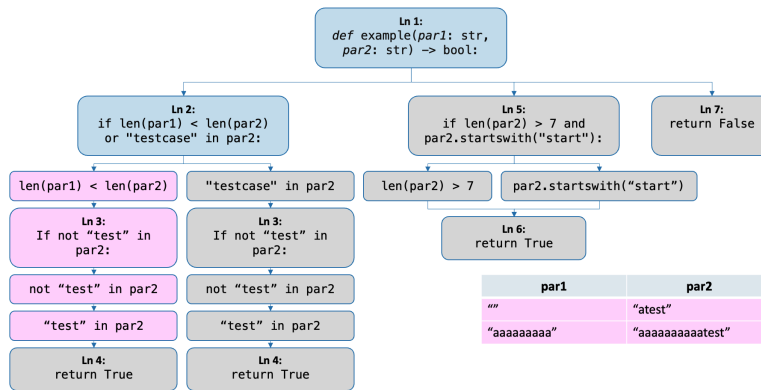 Ln 1:
def example(par1: str,
par2: str) –> bool:
Ln 2:
if len(par1) < len(par2)
or "testcase" in par2:
Ln 5:
if len(par2) > 7 and
par2.startswith("start"):
Ln 7:
return False
len(par1) < len(par2)
"testcase" in par2
len(par2) > 7
par2.startswith(“start”)
Ln 3:
If not “test” in
par2:
Ln 3:
If not “test” in
par2:
Ln 6:
return True
not “test” in par2
not “test” in par2
“test” in par2
“test” in par2
Ln 4:
return True
Ln 4:
return True
par1 par2
“” “atest”
“aaaaaaaaa” “aaaaaaaaaatest”